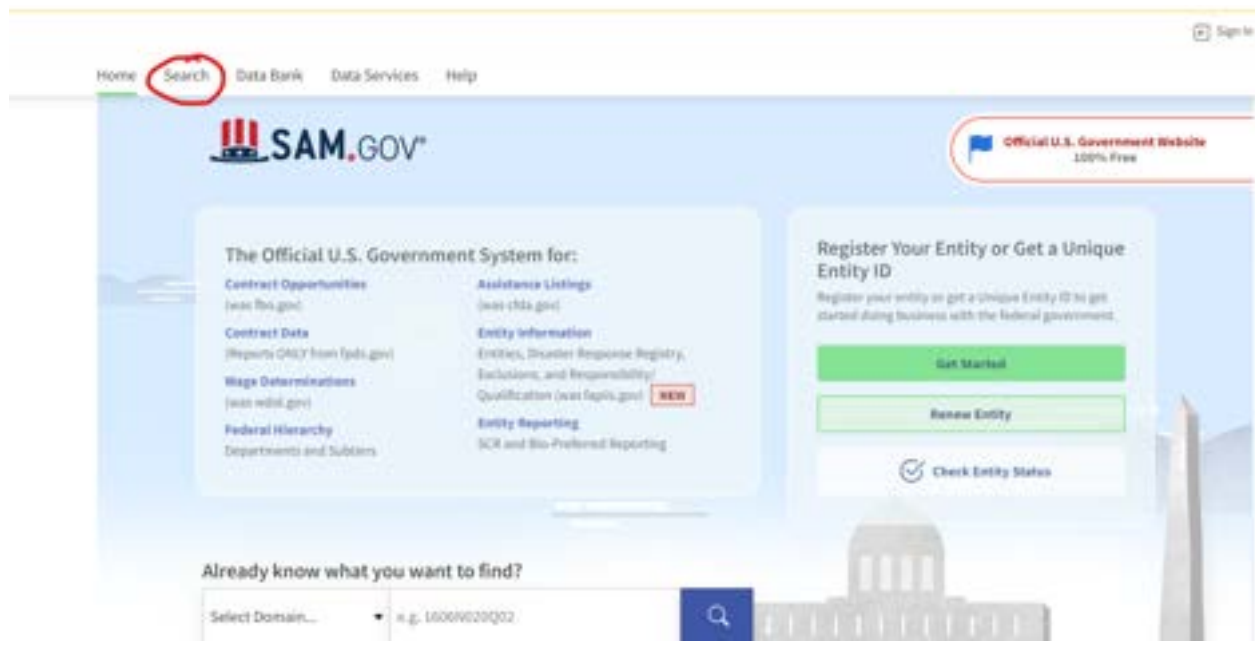 Sign In
Home Search Data Bank Data Services Help
SAM.GOV®
Official U.S. Government Website
100% Free
The Official U.S. Government System for:
Contract Opportunities
(was fbo.gov)
Contract Data
(Reports ONLY from fpds.gov)
Wage Determinations
(was wdol.gov)
Federal Hierarchy
Departments and Subtiers
Assistance Listings
(was cfda.gov)
Entity Information
Entities, Disaster Response Registry,
Exclusions, and Responsibility/
Qualification (was fapiis.gov) NEW
Entity Reporting
SCR and Bio-Preferred Reporting
Register Your Entity or Get a Unique
Entity ID
Register your entity or get a Unique Entity ID to get
started doing business with the federal government.
Get Started
Renew Entity
Check Entity Status
Already know what you want to find?
Select Domain...
e.g. 1606N020Q02